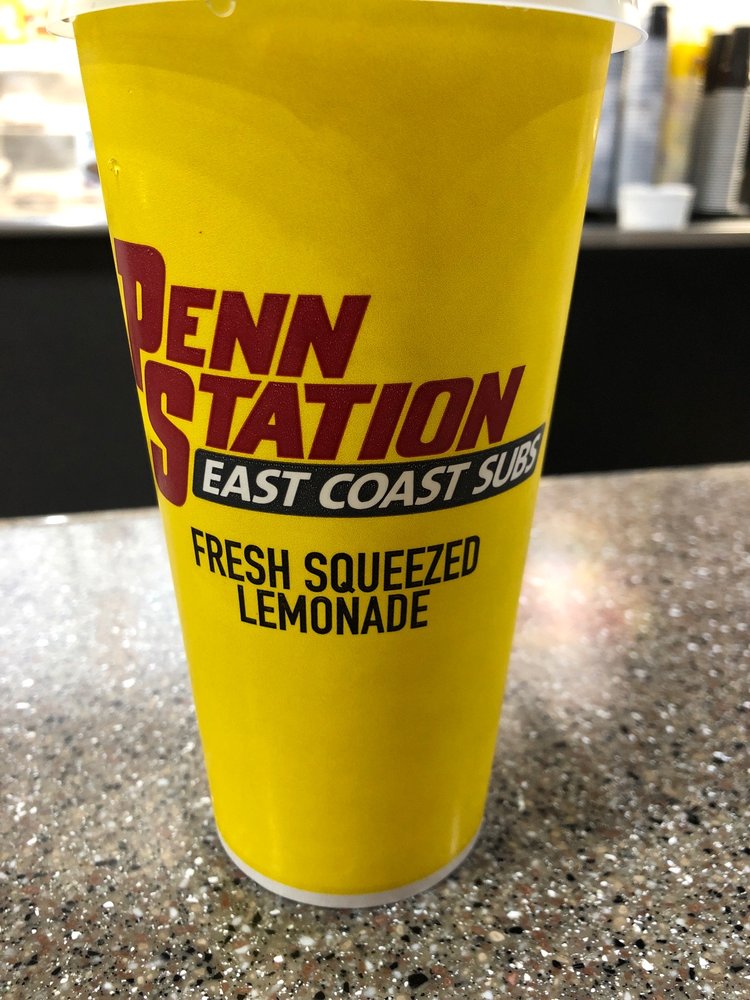 PENN
STATION
EAST COAST SUBS
FRESH SQUEEZED
LEMONADE